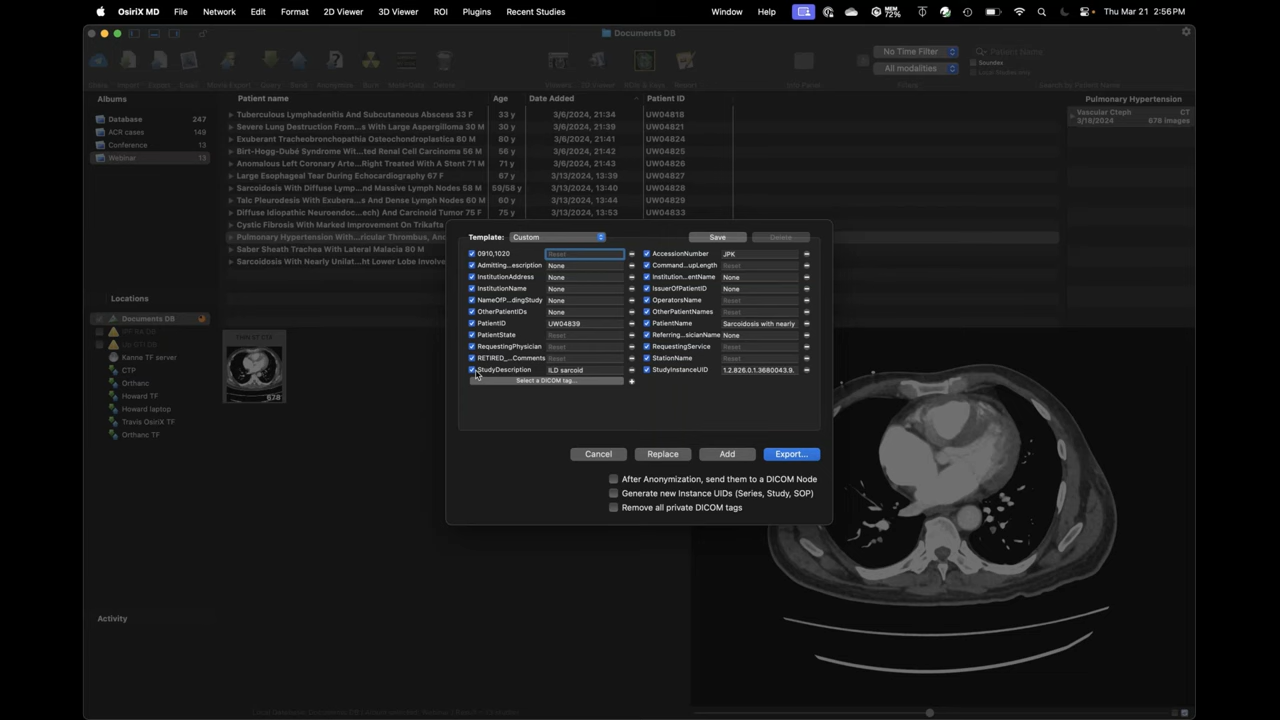 OsiriX MD File Network Edit Format 2D Viewer 3D Viewer ROI Plugins Recent Studies Window Help MEM 72% Thu Mar 21 2:56 PM
Documents DB
No Time Filter
Patient Name
Soundex
All modalities
Albums
Patient name Age Date Added Patient ID
Pulmonary Hypertension
Database 247
ACR cases 149
Conference 13
Webinar 13
Vascular Cteph CT
3/18/2024 678 images
Tuberculous Lymphadenitis And Subcutaneous Abscess 33 F 33 y 3/6/2024, 21:34 UW04818
Severe Lung Destruction From...s With Large Aspergilloma 30 M 30 y 3/6/2024, 21:39 UW04821
Exuberant Tracheobronchopatia Osteochondroplastica 80 M 80 y 3/6/2024, 21:41 UW04824
Birt-Hogg-Dubé Syndrome Wit...ted Renal Cell Carcinoma 56 M 56 y 3/6/2024, 21:42 UW04825
Anomalous Left Coronary Arte...Right Treated With A Stent 71 M 71 y 3/6/2024, 21:43 UW04826
Large Esophageal Tear During Echocardiography 67 F 67 y 3/13/2024, 13:39 UW04827
Sarcoidosis With Diffuse Lymp...nd Massive Lymph Nodes 58 M 59/58 y 3/13/2024, 13:40 UW04828
Talc Pleurodesis With Exubera...s And Dense Lymph Nodes 60 M 60 y 3/13/2024, 13:44 UW04829
Diffuse Idiopathic Neuroendoc...ech) And Carcinoid Tumor 75 F 75 y 3/13/2024, 13:53 UW04833
Cystic Fibrosis With Marked Improvement On Trikafta
Pulmonary Hypertension With...ricular Thrombus, And
Saber Sheath Trachea With Lateral Malacia 80 M
Sarcoidosis With Nearly Unilat...ht Lower Lobe Involve
Locations
Documents DB
Kanne TF server
CTP
Orthanc
Howard TF
Howard laptop
Travis OsiriX TF
Orthanc TF
678
Activity
Template: Custom Save Delete
0910,1020 Reset AccessionNumber JPK
Admitting...escription None Command...upLength Reset
InstitutionAddress None Institution...entName None
InstitutionName None IssuerOfPatientID None
NameOfP...dingStudy None OperatorsName Reset
OtherPatientIDs None OtherPatientNames Reset
PatientID UW04839 PatientName Sarcoidosis with nearly
PatientState Reset Referring...sicianName None
RequestingPhysician Reset RequestingService Reset
RETIRED_...Comments Reset StationName Reset
StudyDescription ILD sarcoid StudyInstanceUID 1.2.826.0.1.3680043.9.
Select a DICOM tag...
Cancel Replace Add Export...
After Anonymization, send them to a DICOM Node
Generate new Instance UIDs (Series, Study, SOP)
Remove all private DICOM tags